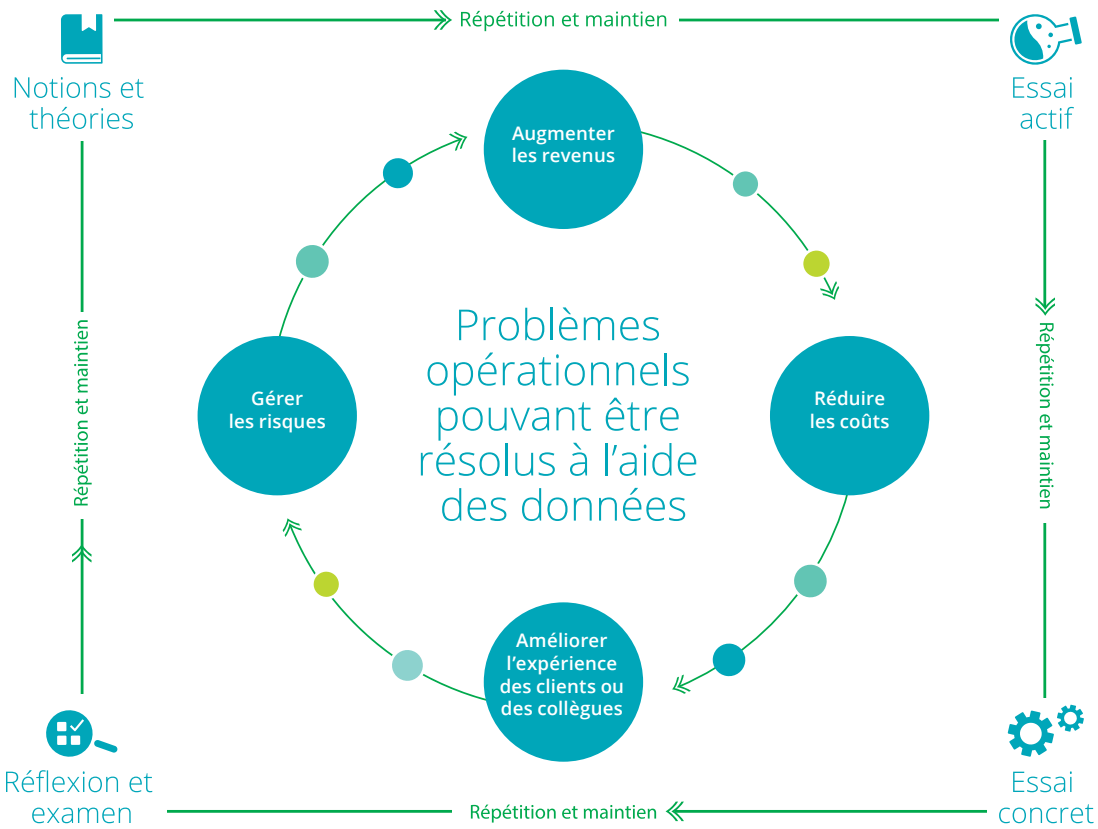 Répétition et maintien
Notions et
théories
Essai
actif
Augmenter
les revenus
Problèmes
opérationnels
pouvant être
résolus à l’aide
des données
Gérer
les risques
Réduire
les coûts
Répétition et maintien
Répétition et maintien
Améliorer
l’expérience
des clients ou
des collègues
Réflexion et
examen
Répétition et maintien
Essai
concret